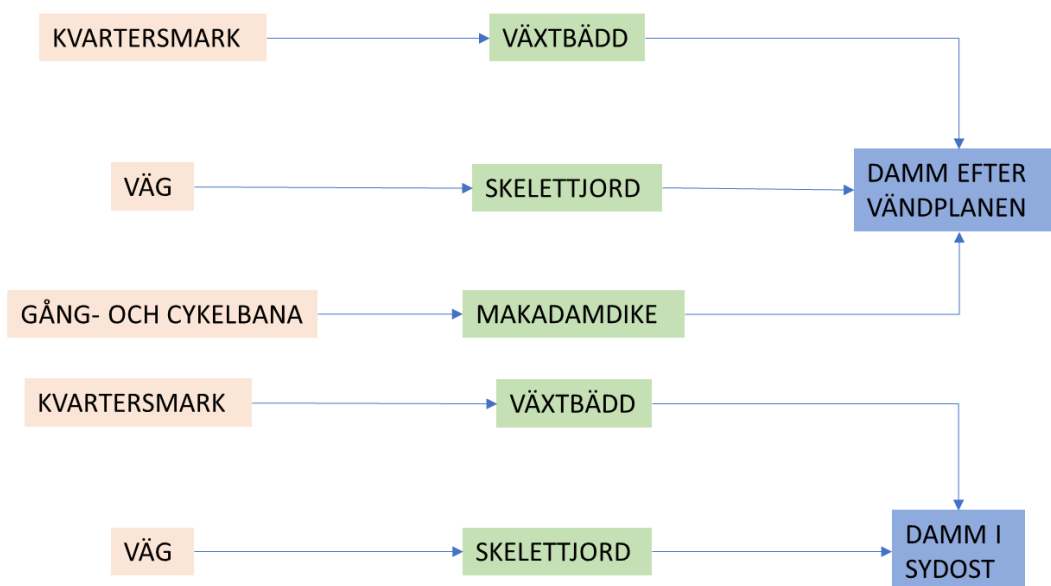 KVARTERSMARK
VÄXTBÄDD
VÄG
SKELETTJORD
DAMM EFTER
VÄNDPLANEN
GÅNG- OCH CYKELBANA
MAKADAMDIKE
KVARTERSMARK
VÄXTBÄDD
VÄG
SKELETTJORD
DAMM I
SYDOST